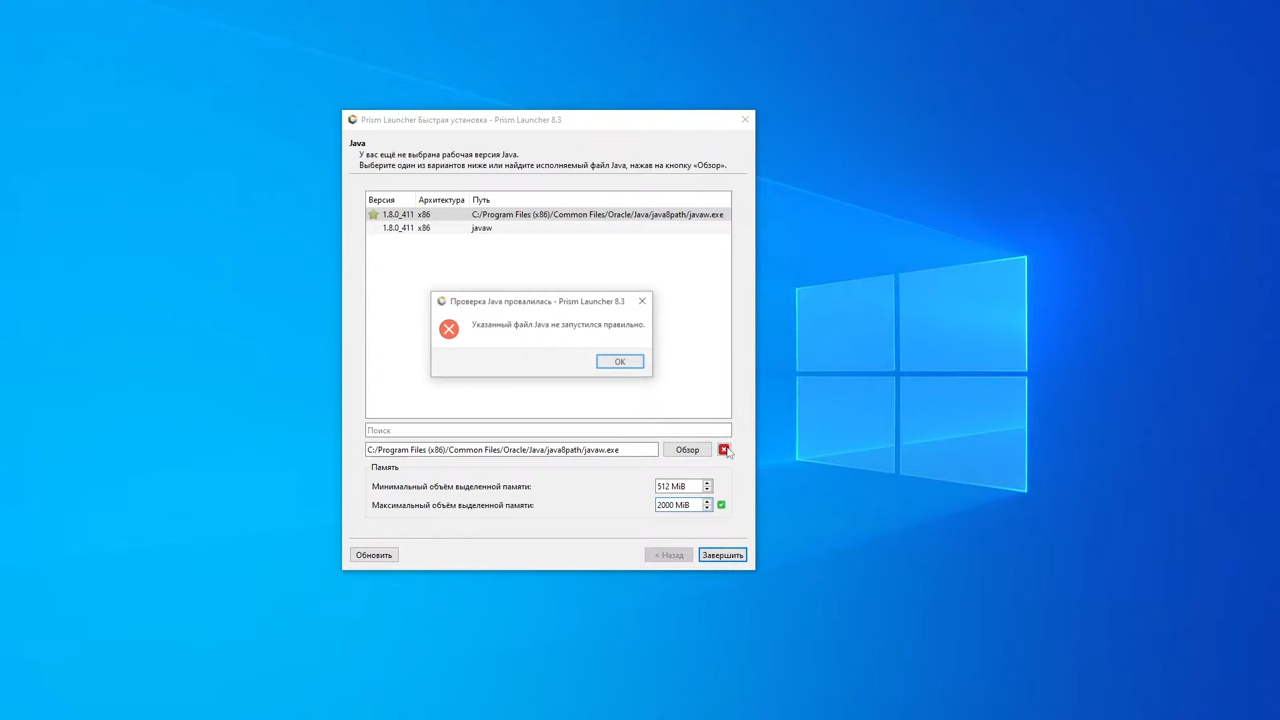 Prism Launcher Быстрая установка - Prism Launcher 8.3
Java
У вас ещё не выбрана рабочая версия Java.
Выберите один из вариантов ниже или найдите исполняемый файл Java, нажав на кнопку «Обзор».
Версия Архитектура Путь
1.8.0_411 x86 C:/Program Files (x86)/Common Files/Oracle/Java/java8path/javaw.exe
1.8.0_411 x86 javaw
Проверка Java провалилась - Prism Launcher 8.3
Указанный файл Java не запустился правильно.
OK
Поиск
C:/Program Files (x86)/Common Files/Oracle/Java/java8path/javaw.exe Обзор
Память
Минимальный объём выделенной памяти: 512 MiB
Максимальный объём выделенной памяти: 2000 MiB
Обновить < Назад Завершить